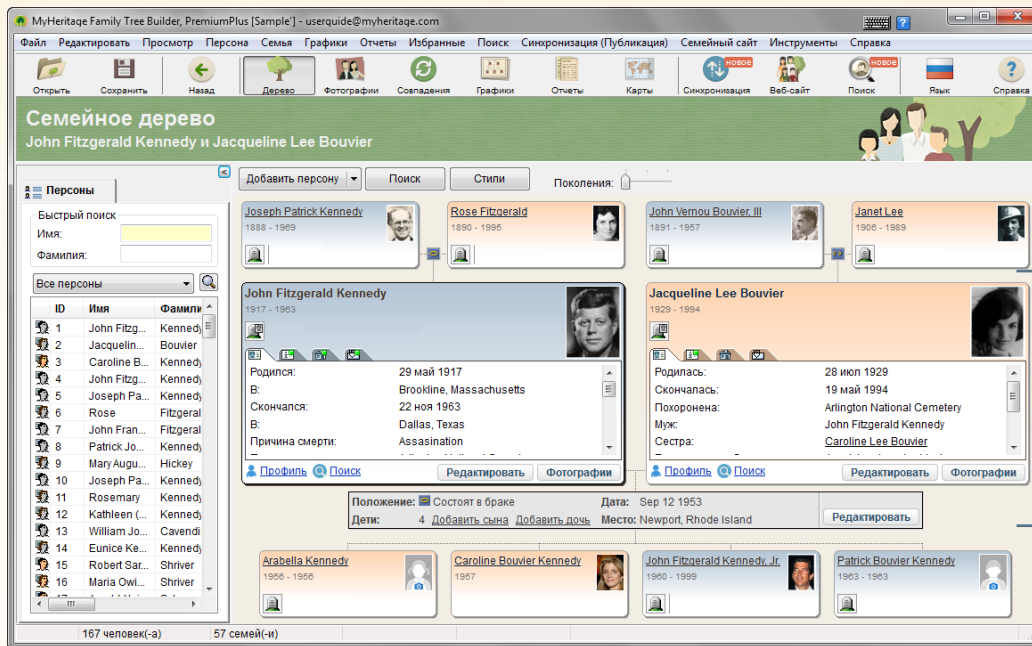 MyHeritage Family Tree Builder, PremiumPlus [Sample'] - userquide@myheritage.com
Файл Редактировать Просмотр Персона Семья Графики Отчеты Избранные Поиск Синхронизация (Публикация) Семейный сайт Инструменты Справка
НОВОЕ НОВОЕ
Открыть Сохранить Назад Дерево Фотографии Совпадения Графики Отчеты Карты Синхронизация Веб-сайт Поиск Язык Справка
Семейное дерево
John Fitzgerald Kennedy и Jacqueline Lee Bouvier
Персоны
Быстрый поиск
Имя:
Фамилия:
Все персоны
ID Имя Фамили
1 John Fitzg... Kennedy
2 Jacquelin... Bouvier
3 Caroline B... Kennedy
4 John Fitzg... Kennedy
5 Joseph Pa... Kennedy
6 Rose Fitzgeral
7 John Fran... Fitzgeral
8 Patrick Jo... Kennedy
9 Mary Augu... Hickey
10 Joseph Pa... Kennedy
11 Rosemary Kennedy
12 Kathleen (... Kennedy
13 William Jo... Cavendi
14 Eunice Ke... Kennedy
15 Robert Sar... Shriver
16 Maria Owi... Shriver
Добавить персону Поиск Стили Поколения:
Joseph Patrick Kennedy
1888 - 1969
Rose Fitzgerald
1890 - 1995
John Vernou Bouvier, III
1891 - 1957
Janet Lee
1906 - 1989
John Fitzgerald Kennedy
1917 - 1963
Родился: 29 май 1917
В: Brookline, Massachusetts
Скончался: 22 ноя 1963
В: Dallas, Texas
Причина смерти: Assasination
Профиль Поиск Редактировать Фотографии
Jacqueline Lee Bouvier
1929 - 1994
Родилась: 28 июл 1929
Скончалась: 19 май 1994
Похоронена: Arlington National Cemetery
Муж: John Fitzgerald Kennedy
Сестра: Caroline Lee Bouvier
Профиль Поиск Редактировать Фотографии
Положение: Состоят в браке Дата: Sep 12 1953
Дети: 4 Добавить сына Добавить дочь Место: Newport, Rhode Island
Редактировать
Arabella Kennedy
1956 - 1956
Caroline Bouvier Kennedy
1957
John Fitzgerald Kennedy, Jr.
1960 - 1999
Patrick Bouvier Kennedy
1963 - 1963
167 человек(-а) 57 семей(-и)